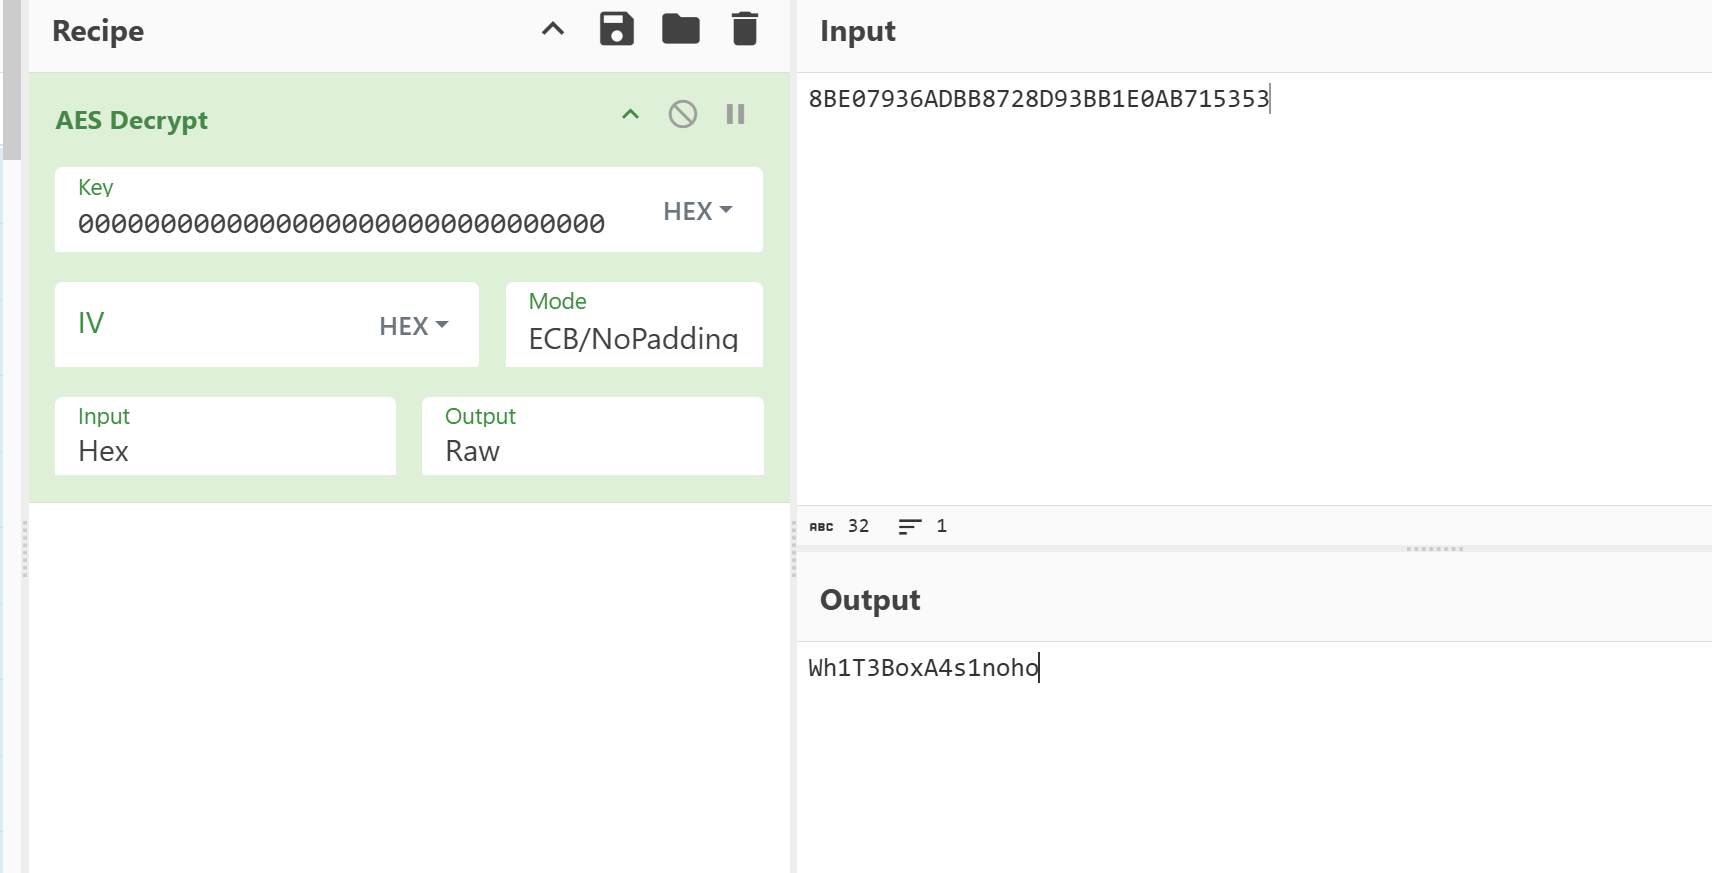 Recipe
AES Decrypt
Key
00000000000000000000000000000000
HEX
IV
HEX
Mode
ECB/NoPadding
Input
Hex
Output
Raw
Input
8BE07936ADBB8728D93BB1E0AB715353
ABC 32 1
Output
Wh1T3BoxA4s1noho